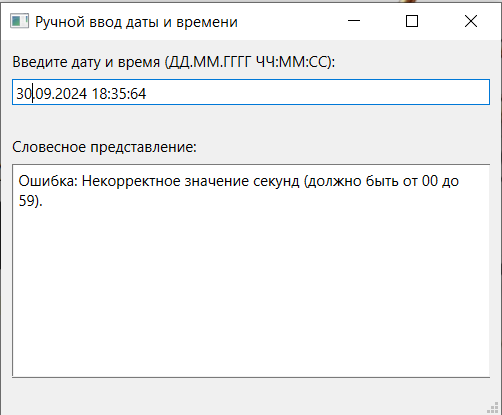 Ручной ввод даты и времени
Введите дату и время (ДД.ММ.ГГГГ ЧЧ:ММ:СС):
30.09.2024 18:35:64
Словесное представление:
Ошибка: Некорректное значение секунд (должно быть от 00 до
59).